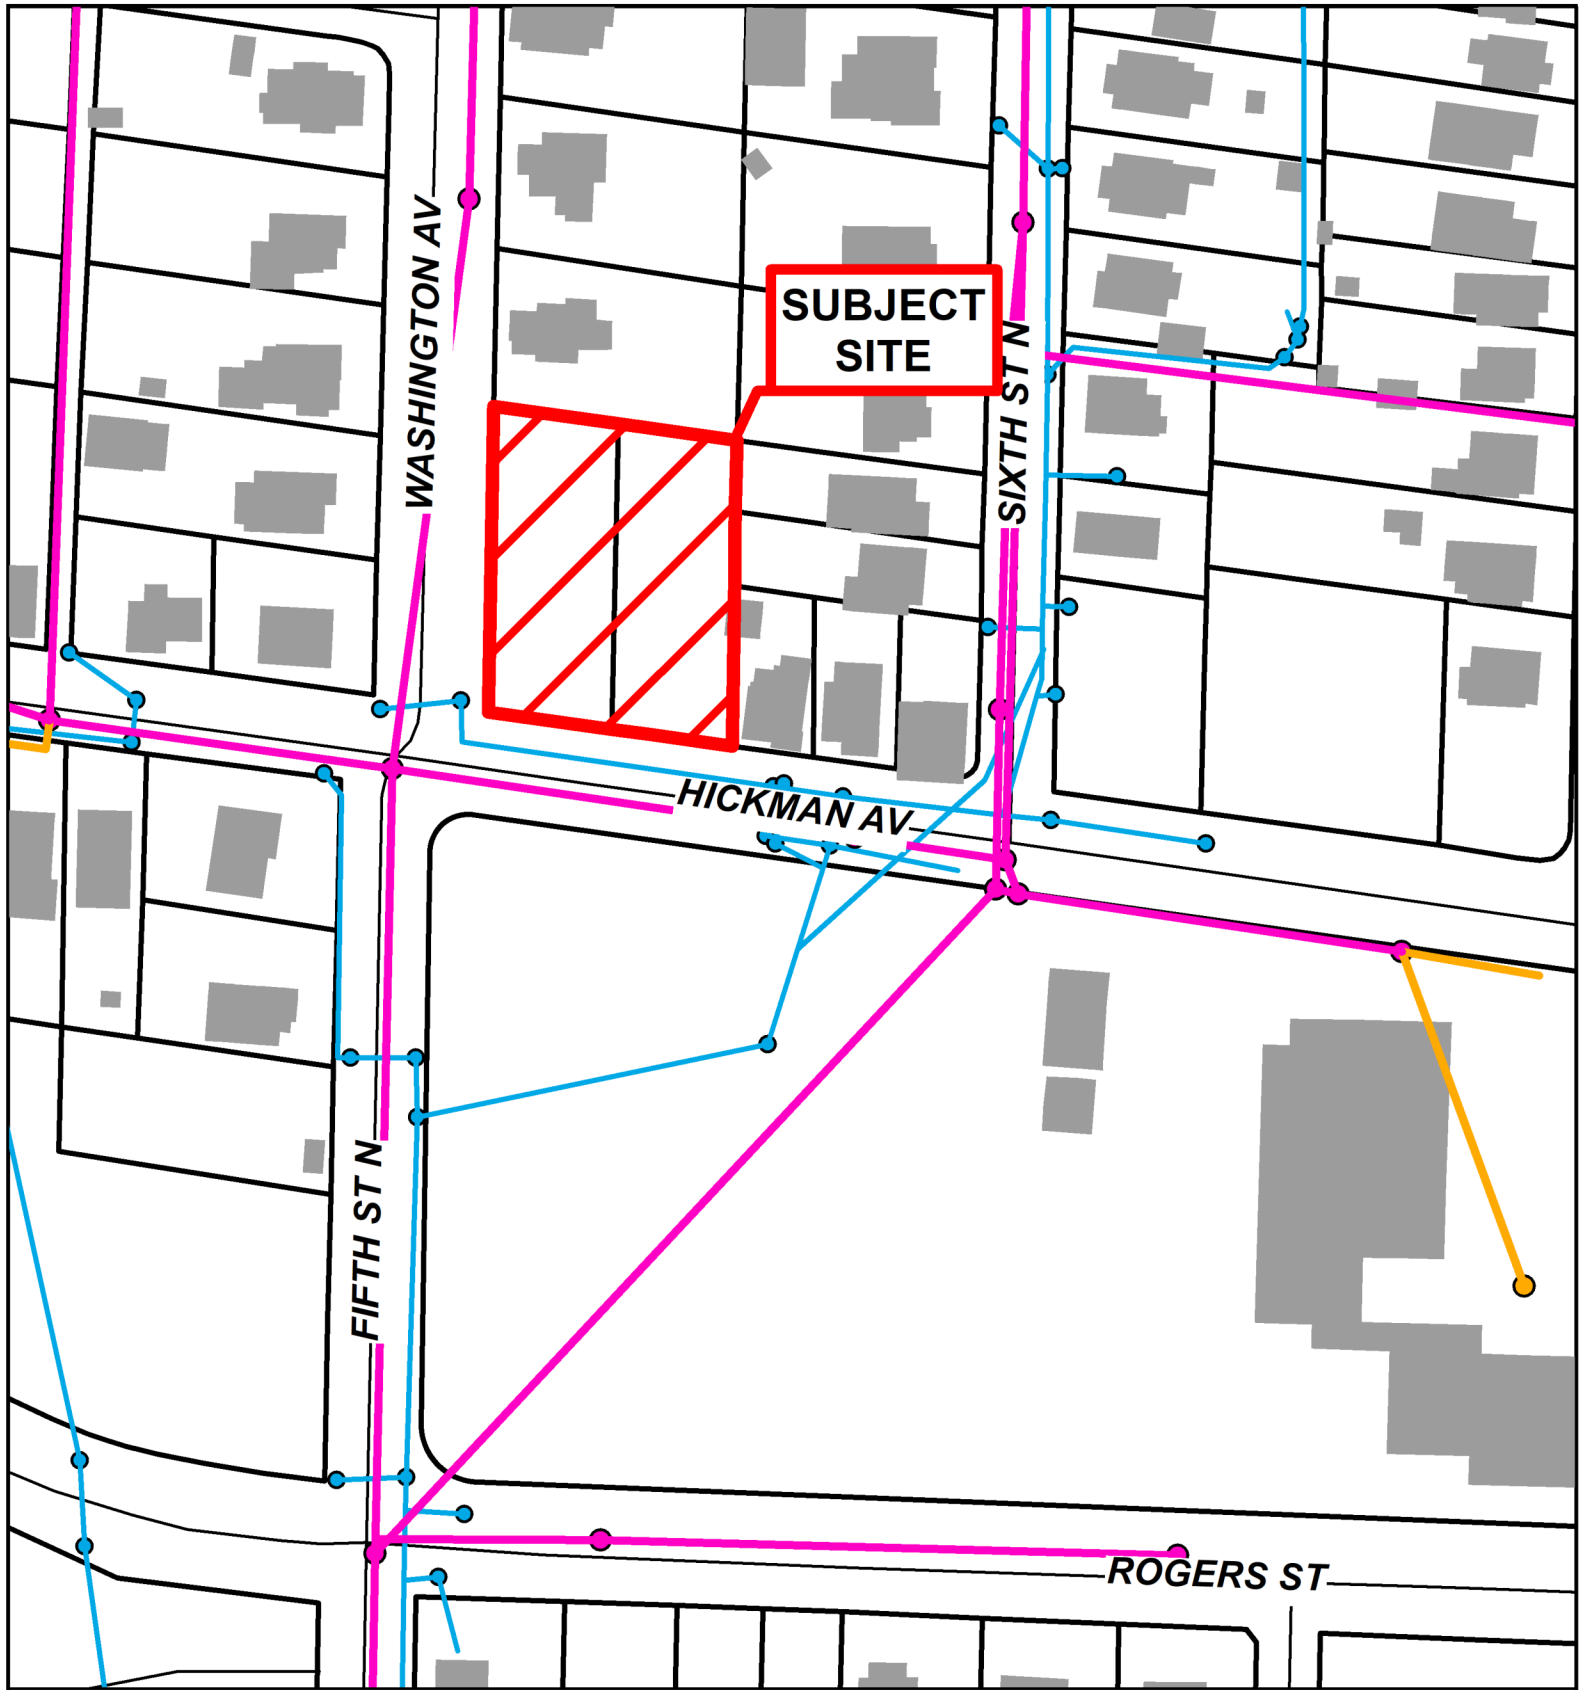 WASHINGTON AV
SUBJECT
SITE
SIXTH ST N
HICKMAN AV
FIFTH ST N
ROGERS ST